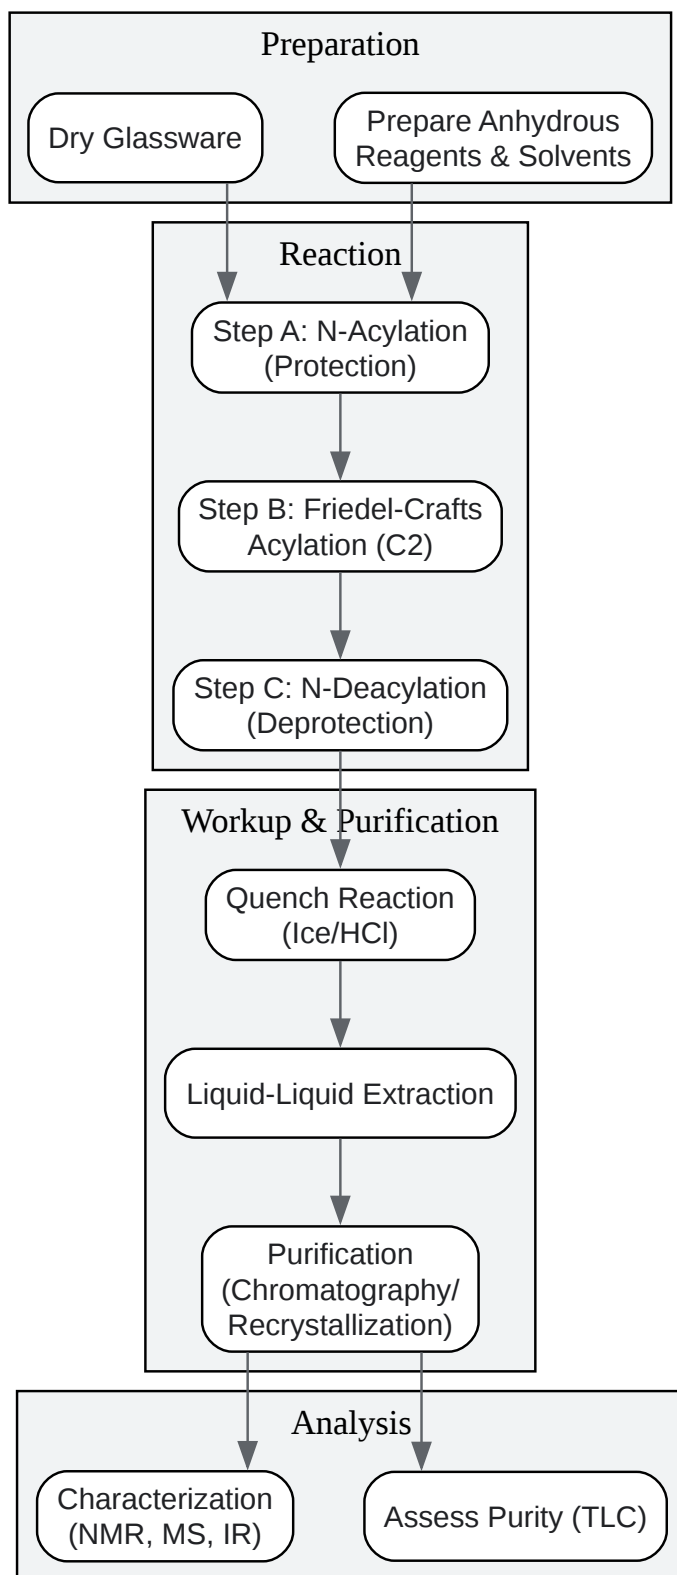 Preparation
Dry Glassware
Prepare Anhydrous
Reagents & Solvents
Reaction
Step A: N-Acylation
(Protection)
Step B: Friedel-Crafts
Acylation (C2)
Step C: N-Deacylation
(Deprotection)
Workup & Purification
Quench Reaction
(Ice/HCl)
Liquid-Liquid Extraction
Purification
(Chromatography/
Recrystallization)
Analysis
Characterization
(NMR, MS, IR)
Assess Purity (TLC)